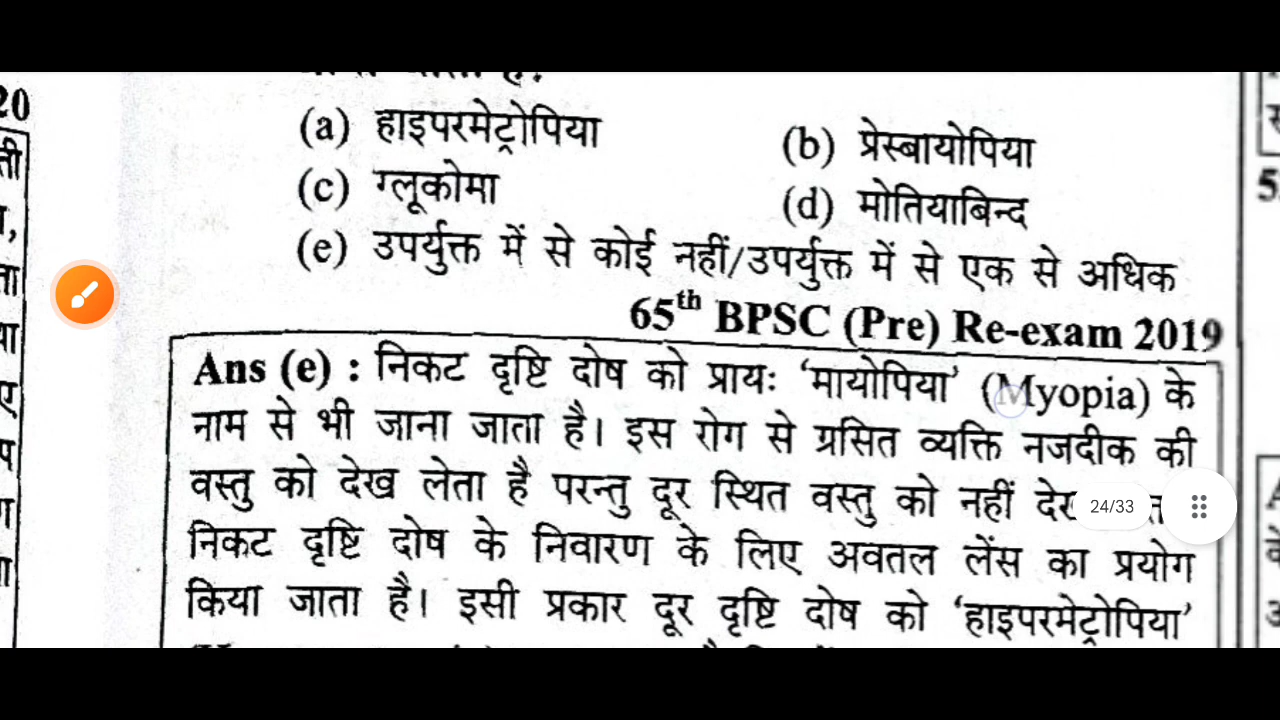 (a) हाइपरमेट्रोपिया (b) प्रेस्बायोपिया
(c) ग्लूकोमा (d) मोतियाबिन्द
(e) उपर्युक्त में से कोई नहीं/उपर्युक्त में से एक से अधिक
65th BPSC (Pre) Re-exam 2019
Ans (e) : निकट दृष्टि दोष को प्रायः ‘मायोपिया’ (Myopia) के
नाम से भी जाना जाता है। इस रोग से ग्रसित व्यक्ति नजदीक की
वस्तु को देख लेता है परन्तु दूर स्थित वस्तु को नहीं
24/33
निकट दृष्टि दोष के निवारण के लिए अवतल लेंस का प्रयोग
किया जाता है। इसी प्रकार दूर दृष्टि दोष को ‘हाइपरमेट्रोपिया’